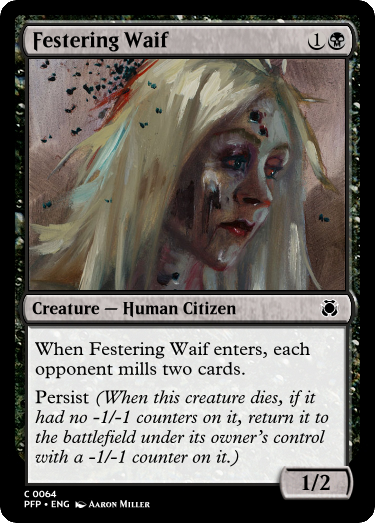 Festering Waif 1
Creature — Human Citizen
When Festering Waif enters, each
opponent mills two cards.
Persist (When this creature dies, if it
had no -1/-1 counters on it, return it to
the battlefield under its owner's control
with a -1/-1 counter on it.)
1/2
C 0064
PFP • ENG Aaron Miller